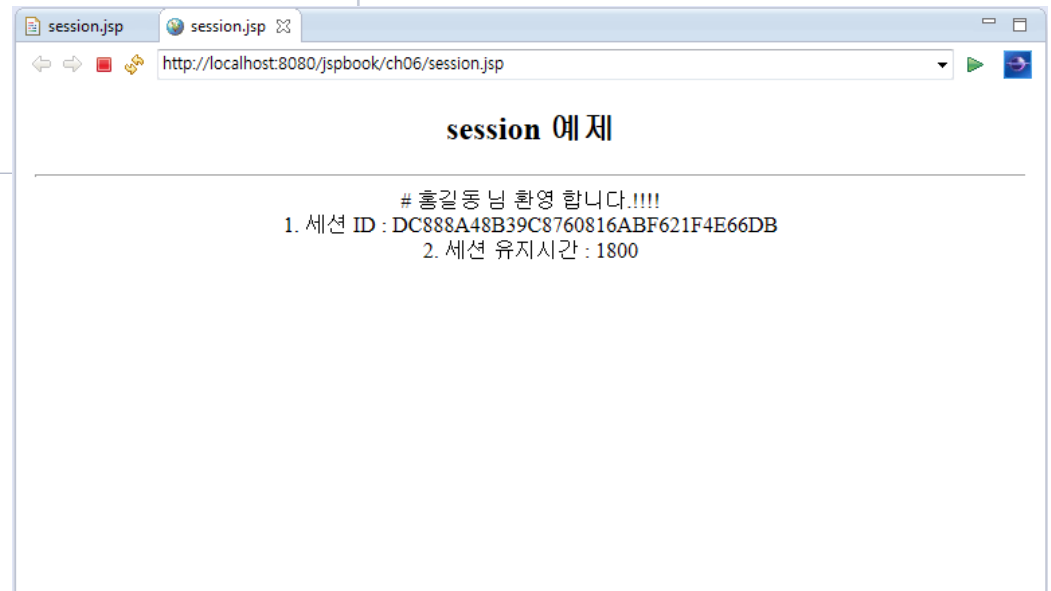 session.jsp
session.jsp
http://localhost:8080/jspbook/ch06/session.jsp
session 예제
# 홍길동 님 환영 합니다.!!!!
1. 세션 ID : DC888A48B39C8760816ABF621F4E66DB
2. 세션 유지시간 : 1800